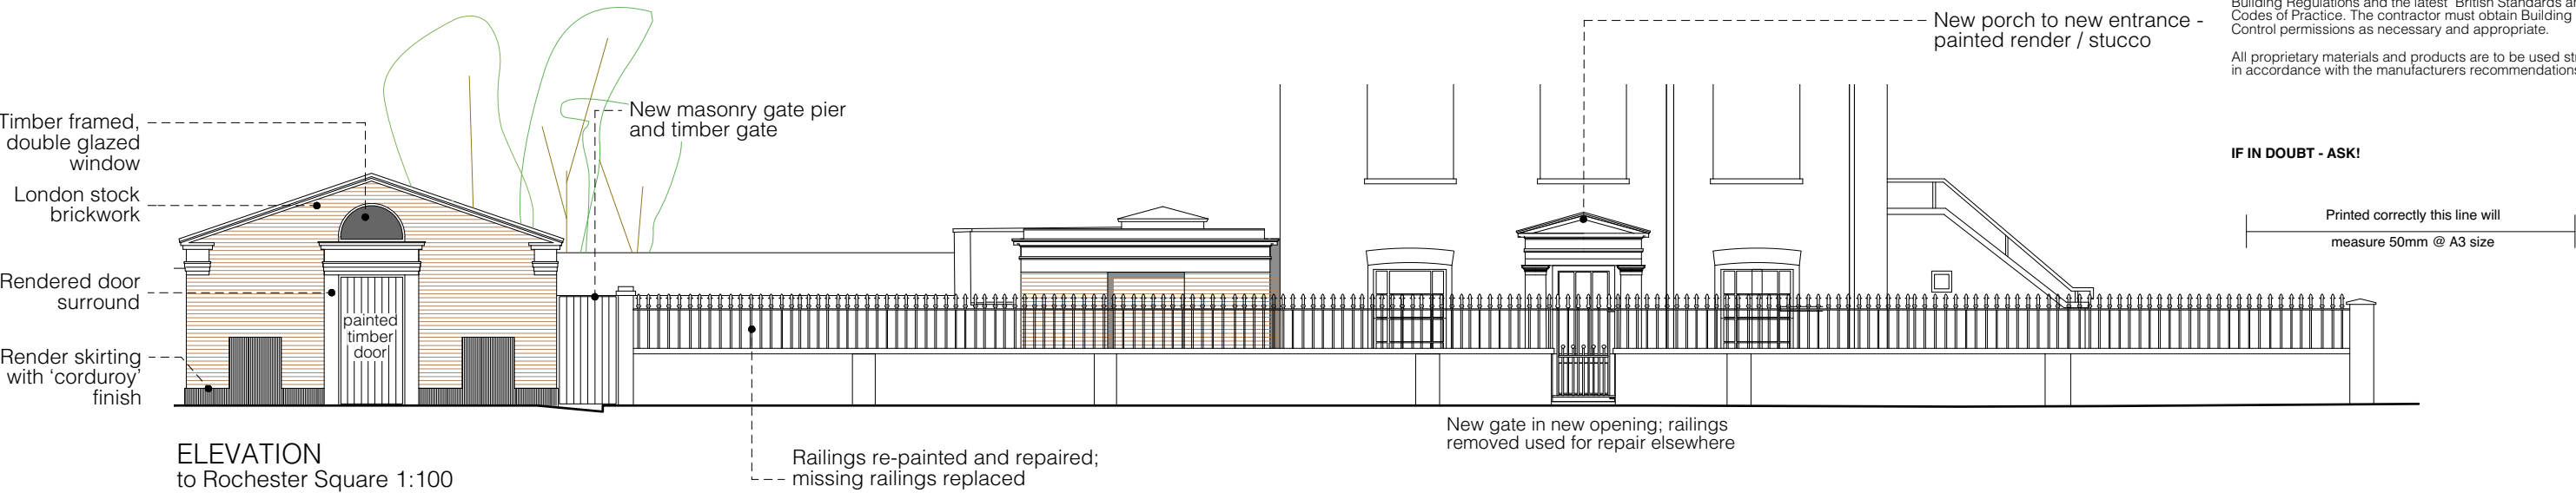 New porch to new entrance -
painted render / stucco
Building Regulations and the latest British Standards
Codes of Practice. The contractor must obtain Building
Control permissions as necessary and appropriate.
All proprietary materials and products are to be used
in accordance with the manufacturers recommendations
IF IN DOUBT - ASK!
Printed correctly this line will
measure 50mm @ A3 size
New masonry gate pier
and timber gate
Timber framed,
double glazed
window
London stock
brickwork
Rendered door
surround
painted
timber
door
Render skirting
with ‘corduroy’
finish
ELEVATION
to Rochester Square 1:100
Railings re-painted and repaired;
missing railings replaced
New gate in new opening; railings
removed used for repair elsewhere